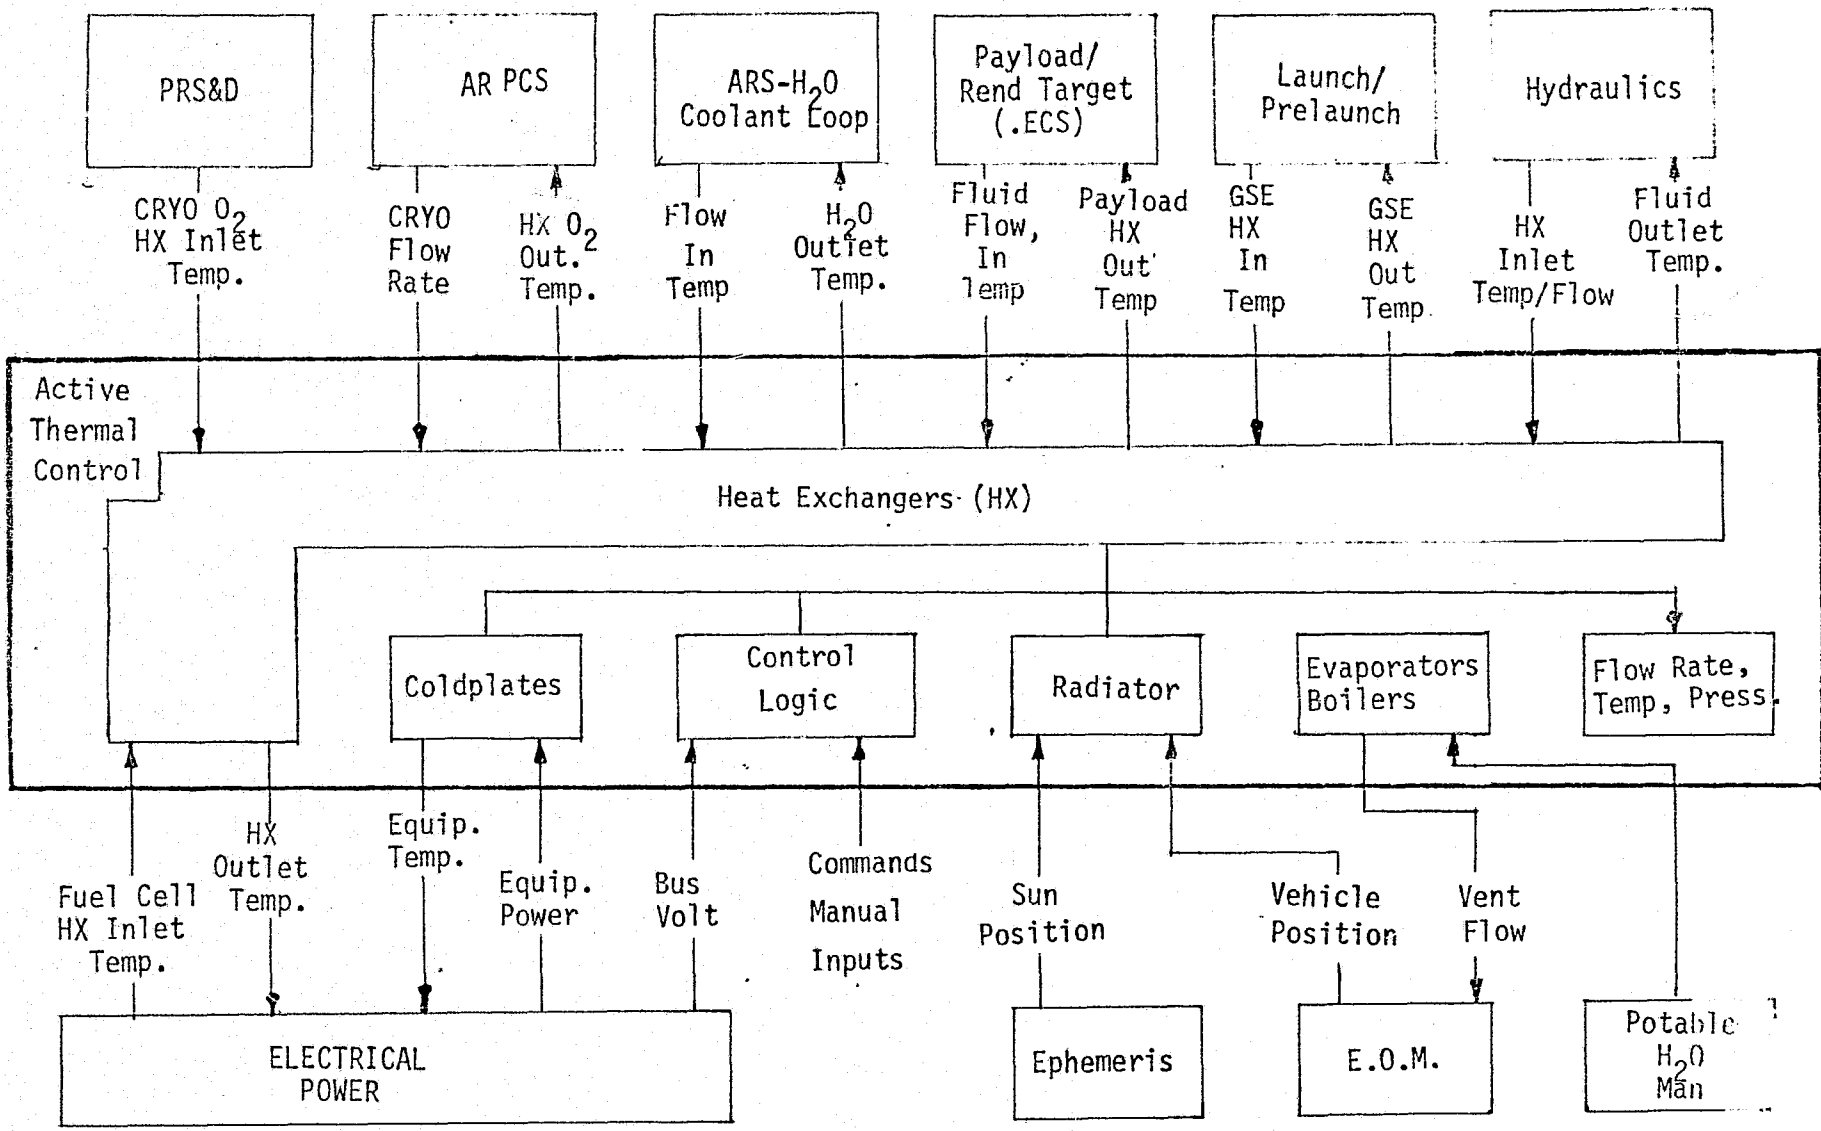 PRS&D
AR PCS
ARS-H2O
Coolant Loop
Payload/
Rend Target
(.ECS)
Launch/
Prelaunch
Hydraulics
CRYO O2
HX Inlet
Temp.
CRYO
Flow
Rate
HX O2
Out.
Temp.
Flow
In
Temp
H2O
Outlet
Temp.
Fluid
Flow,
In
Temp
Payload
HX
Out
Temp
GSE
HX
In
Temp
GSE
HX
Out
Temp
HX
Inlet
Temp/Flow
Fluid
Outlet
Temp.
Active
Thermal
Control
Heat Exchangers (HX)
Coldplates
Control
Logic
Radiator
Evaporators
Boilers
Flow Rate,
Temp, Press.
Fuel Cell
HX Inlet
Temp.
HX
Outlet
Temp.
Equip.
Temp.
Equip.
Power
Bus
Volt
Commands
Manual
Inputs
Sun
Position
Vehicle
Position
Vent
Flow
ELECTRICAL
POWER
Ephemeris
E.O.M.
Potable
H2O
Man